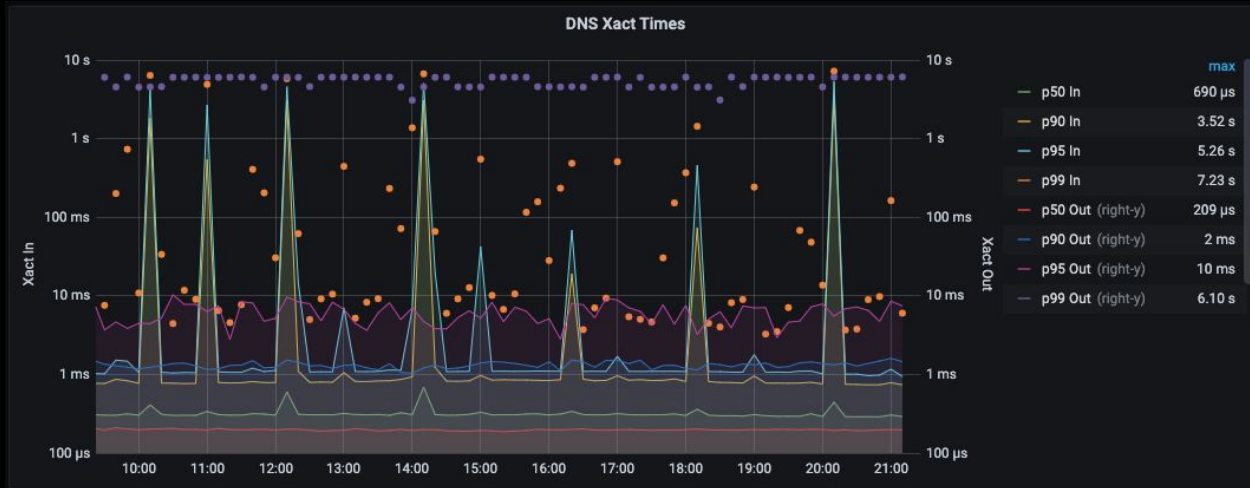 DNS Xact Times
10 s
1 s
100 ms
10 ms
1 ms
100 µs
Xact In
10:00 11:00 12:00 13:00 14:00 15:00 16:00 17:00 18:00 19:00 20:00 21:00
10 s
1 s
100 ms
10 ms
1 ms
100 µs
Xact Out
max
p50 In 690 µs
p90 In 3.52 s
p95 In 5.26 s
p99 In 7.23 s
p50 Out (right-y) 209 µs
p90 Out (right-y) 2 ms
p95 Out (right-y) 10 ms
p99 Out (right-y) 6.10 s